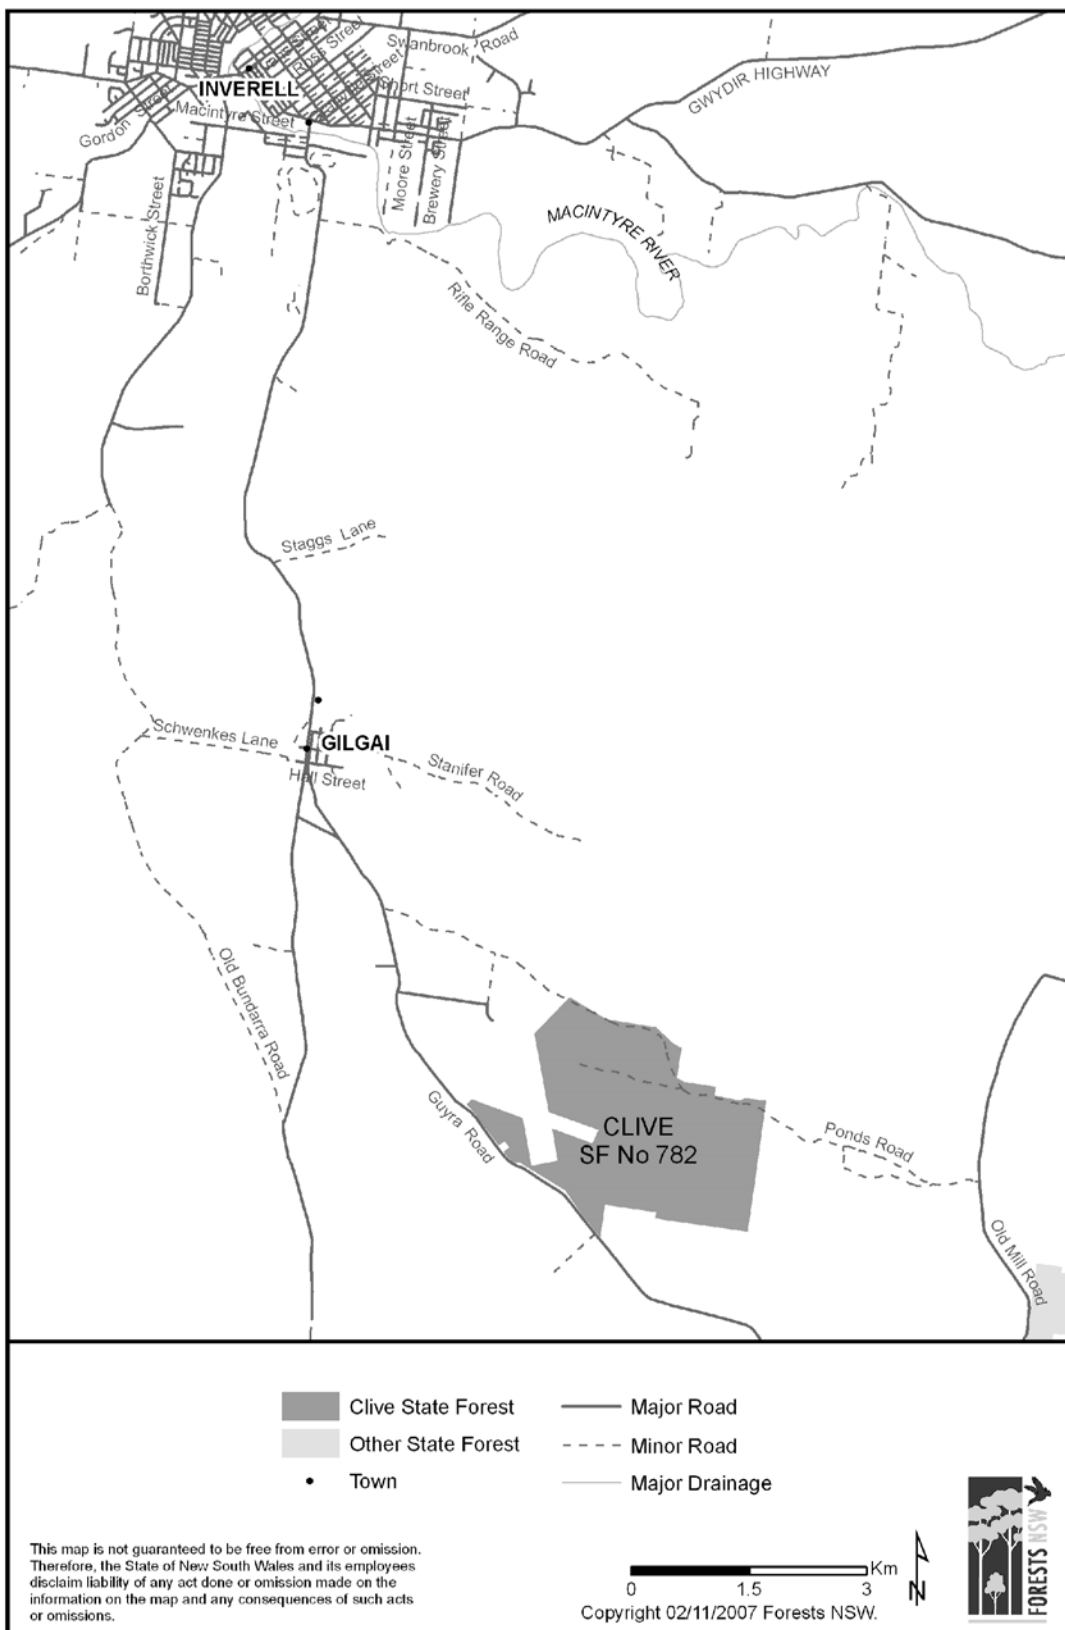 Swanbrook Road
Ross Street
GWYDIR HIGHWAY
INVERELL
Short Street
Gordon Street
Macintyre Street
Moore Street
Brewery Street
Borthwick Street
MACINTYRE RIVER
Rifle Range Road
Staggs Lane
Schwenkes Lane
GILGAI
Hall Street
Stanifer Road
Old Bundarra Road
Guyra Road
CLIVE
SF No 782
Ponds Road
Old Mill Road
Clive State Forest
Other State Forest
Town
Major Road
Minor Road
Major Drainage
This map is not guaranteed to be free from error or omission.
Therefore, the State of New South Wales and its employees
disclaim liability of any act done or omission made on the
information on the map and any consequences of such acts
or omissions.
Km
0 1.5 3
N
Copyright 02/11/2007 Forests NSW.
FORESTS NSW